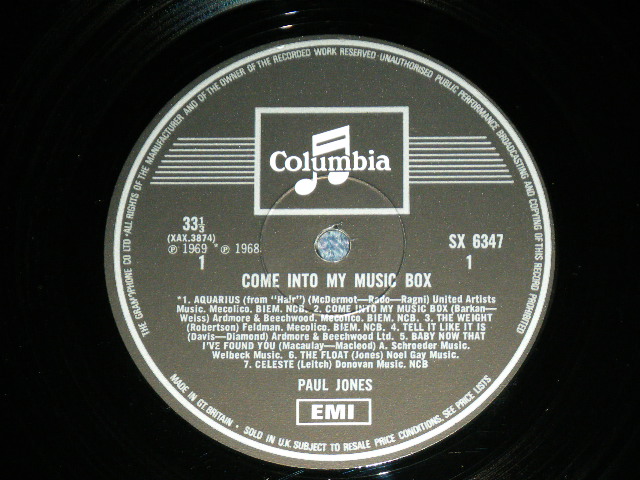 THE GRAMOPHONE CO LTD · ALL RIGHTS OF THE MANUFACTURER AND OF THE OWNER OF THE RECORDED WORK RESERVED · UNAUTHORISED PUBLIC PERFORMANCE BROADCASTING AND COPYING OF THIS RECORD PROHIBITED
Columbia
33⅓
(XAX.3874)
℗ 1969 * ℗ 1968
1
SX 6347
1
COME INTO MY MUSIC BOX
*1. AQUARIUS (from "Hair") (McDermot—Rado—Ragni) United Artists
Music. Mecolico. BIEM. NCB. 2. COME INTO MY MUSIC BOX (Barkan—
Weiss) Ardmore & Beechwood. Mecolico. BIEM. NCB. 3. THE WEIGHT
(Robertson) Feldman. Mecolico. BIEM. NCB. 4. TELL IT LIKE IT IS
(Davis—Diamond) Ardmore & Beechwood Ltd. 5. BABY NOW THAT
I'VE FOUND YOU (Macaulay—Macleod) A. Schroeder Music.
Welbeck Music. 6. THE FLOAT (Jones) Noel Gay Music.
7. CELESTE (Leitch) Donovan Music. NCB
PAUL JONES
EMI
MADE IN GT. BRITAIN · SOLD IN U.K. SUBJECT TO RESALE PRICE CONDITIONS, SEE PRICE LISTS